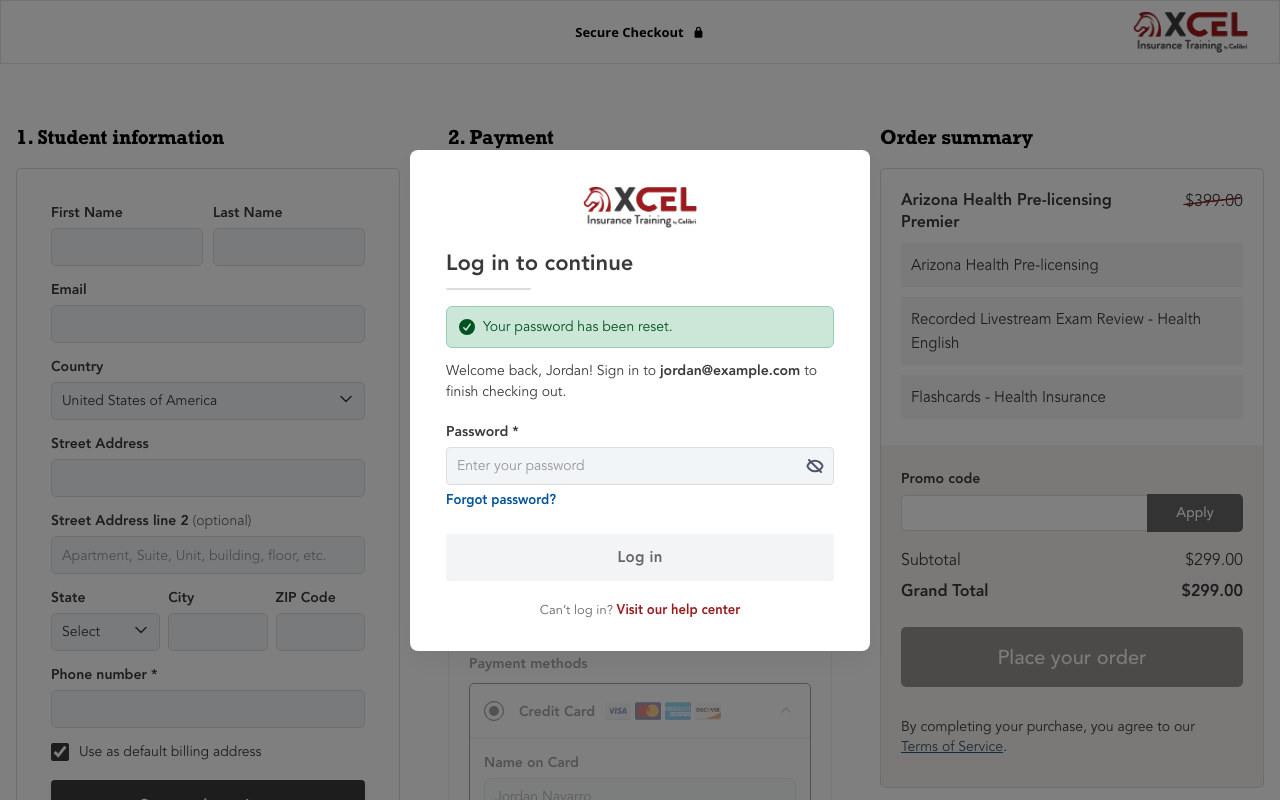 Secure Checkout
XCEL
Insurance Training by Calibri
1. Student information
2. Payment
Order summary
First Name
Last Name
Email
Country
United States of America
Street Address
Street Address line 2 (optional)
Apartment, Suite, Unit, building, floor, etc.
State
City
ZIP Code
Select
Phone number *
Use as default billing address
XCEL
Insurance Training by Calibri
Log in to continue
Your password has been reset.
Welcome back, Jordan! Sign in to jordan@example.com to
finish checking out.
Password *
Enter your password
Forgot password?
Log in
Can't log in? Visit our help center
Payment methods
Credit Card VISA DISCOVER
Name on Card
Jordan Navarro
Arizona Health Pre-licensing
Premier
$399.00
Arizona Health Pre-licensing
Recorded Livestream Exam Review - Health
English
Flashcards - Health Insurance
Promo code
Apply
Subtotal
$299.00
Grand Total
$299.00
Place your order
By completing your purchase, you agree to our
Terms of Service.